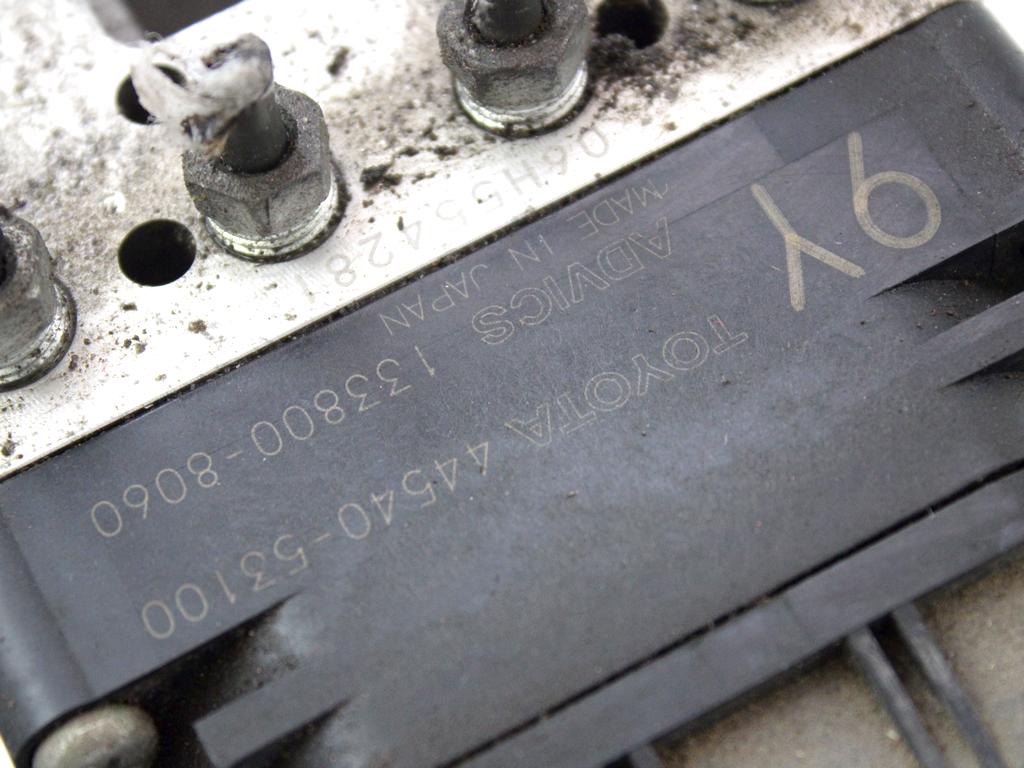 9Y
TOYOTA 44540-53100
ADVICS 133800-8060
MADE IN JAPAN
06H554281